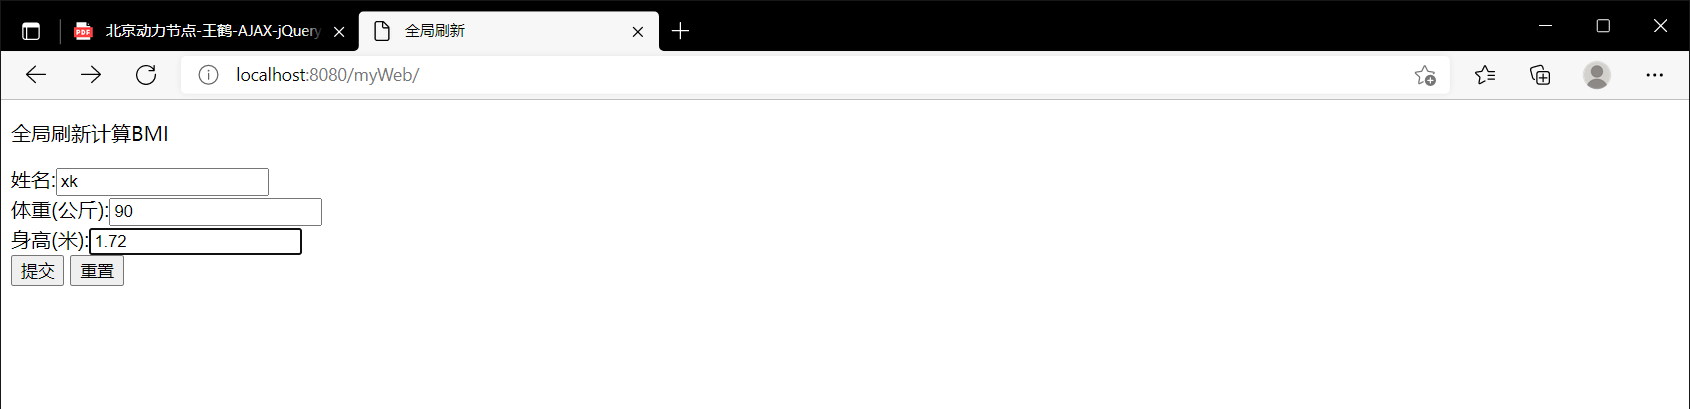 北京动力节点-王鹤-AJAX-jQuery
全局刷新
localhost:8080/myWeb/
全局刷新计算BMI
姓名:xk
体重(公斤):90
身高(米):1.72
提交 重置